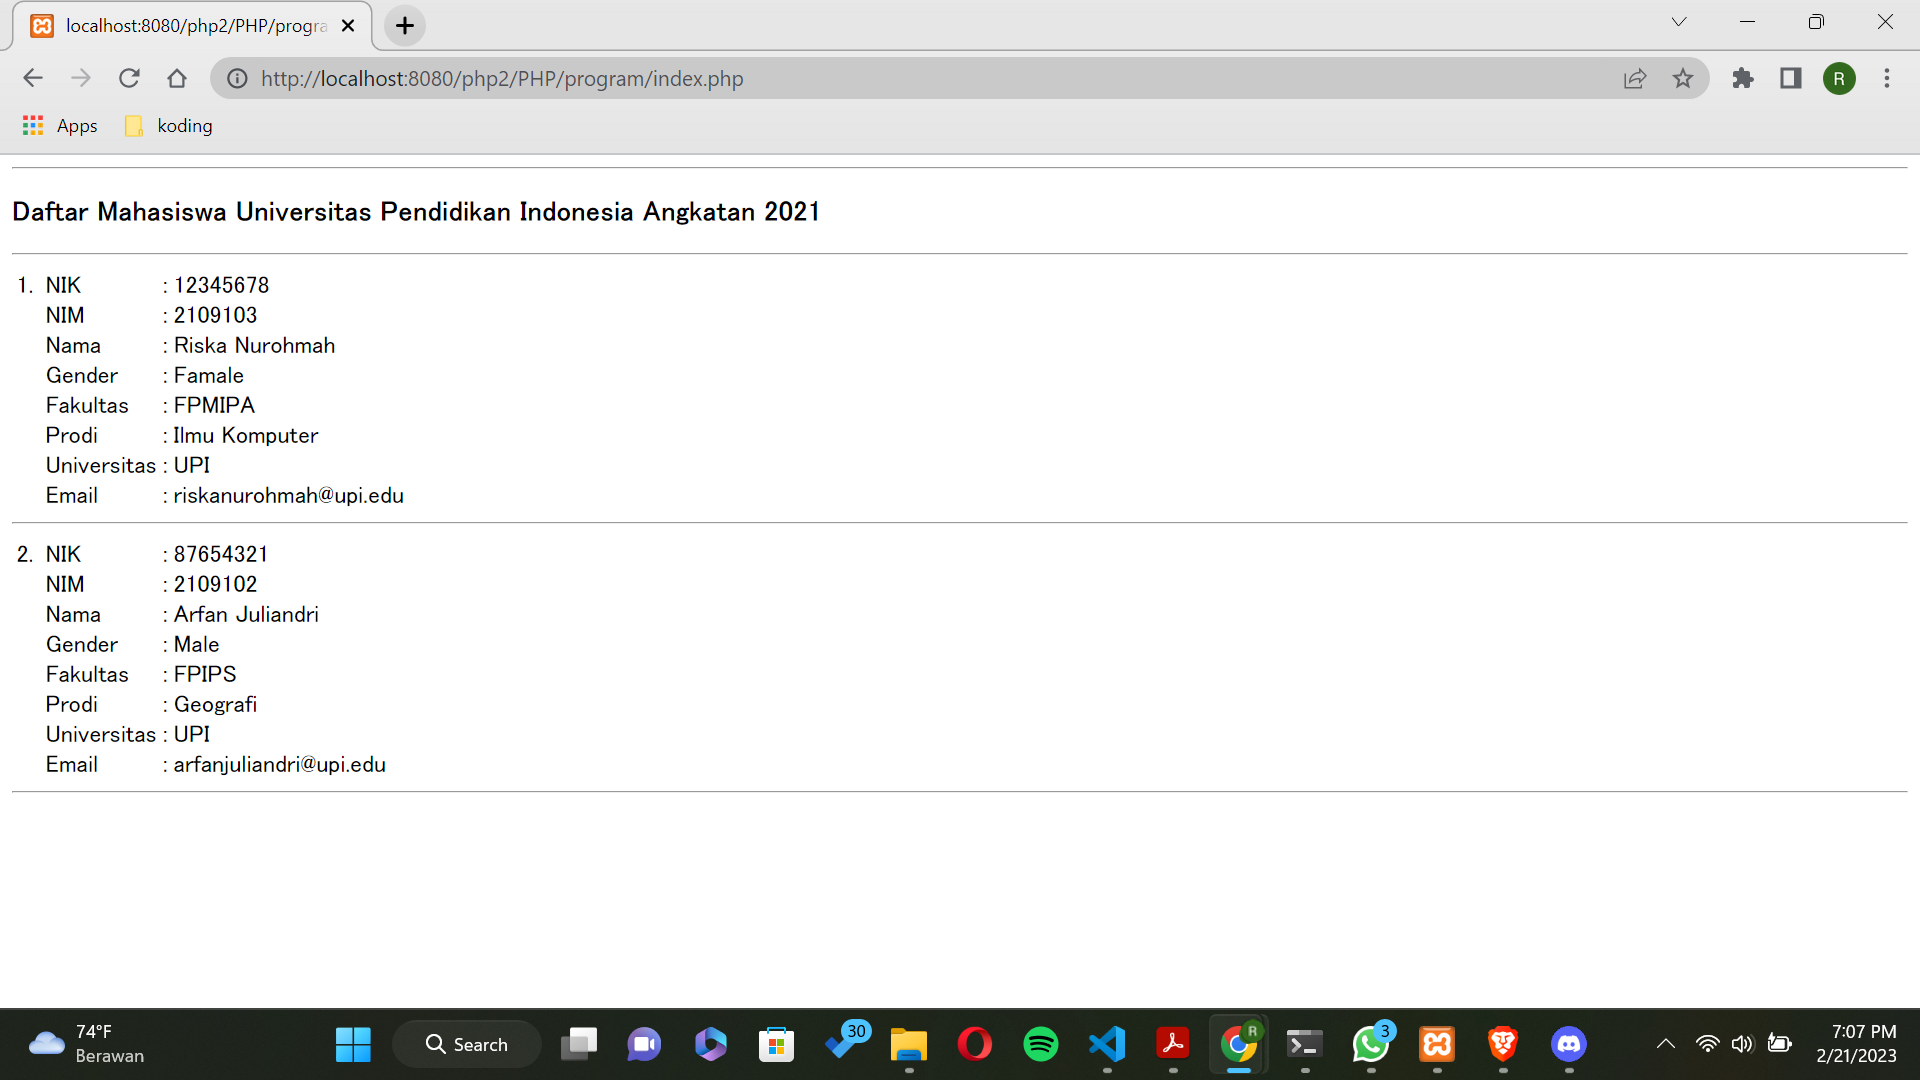 localhost:8080/php2/PHP/progra
http://localhost:8080/php2/PHP/program/index.php
R
Apps
koding
Daftar Mahasiswa Universitas Pendidikan Indonesia Angkatan 2021
1. NIK : 12345678
NIM : 2109103
Nama : Riska Nurohmah
Gender : Famale
Fakultas : FPMIPA
Prodi : Ilmu Komputer
Universitas : UPI
Email : riskanurohmah@upi.edu
2. NIK : 87654321
NIM : 2109102
Nama : Arfan Juliandri
Gender : Male
Fakultas : FPIPS
Prodi : Geografi
Universitas : UPI
Email : arfanjuliandri@upi.edu
74°F
Berawan
Search
30
R
3
7:07 PM
2/21/2023